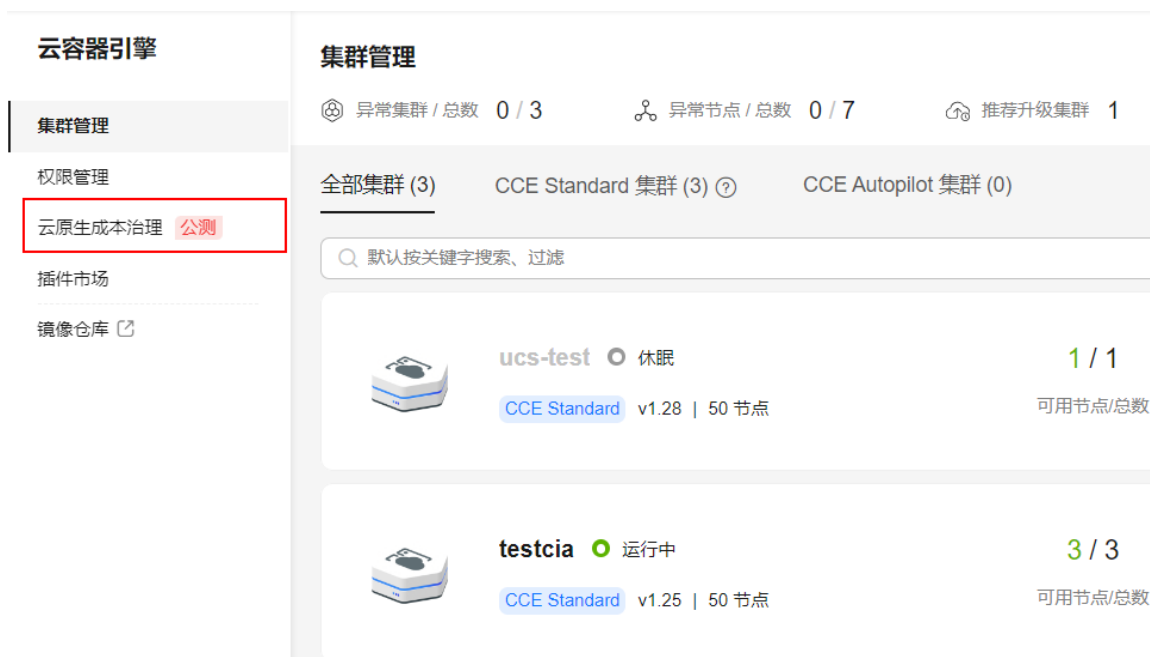 云容器引擎
集群管理
权限管理
云原生成本治理 公测
插件市场
镜像仓库
集群管理
异常集群 / 总数 0 / 3 异常节点 / 总数 0 / 7 推荐升级集群 1
全部集群 (3) CCE Standard 集群 (3) ? CCE Autopilot 集群 (0)
默认按关键字搜索、过滤
ucs-test 休眠 1 / 1
CCE Standard v1.28 | 50 节点 可用节点/总数
testcia 运行中 3 / 3
CCE Standard v1.25 | 50 节点 可用节点/总数